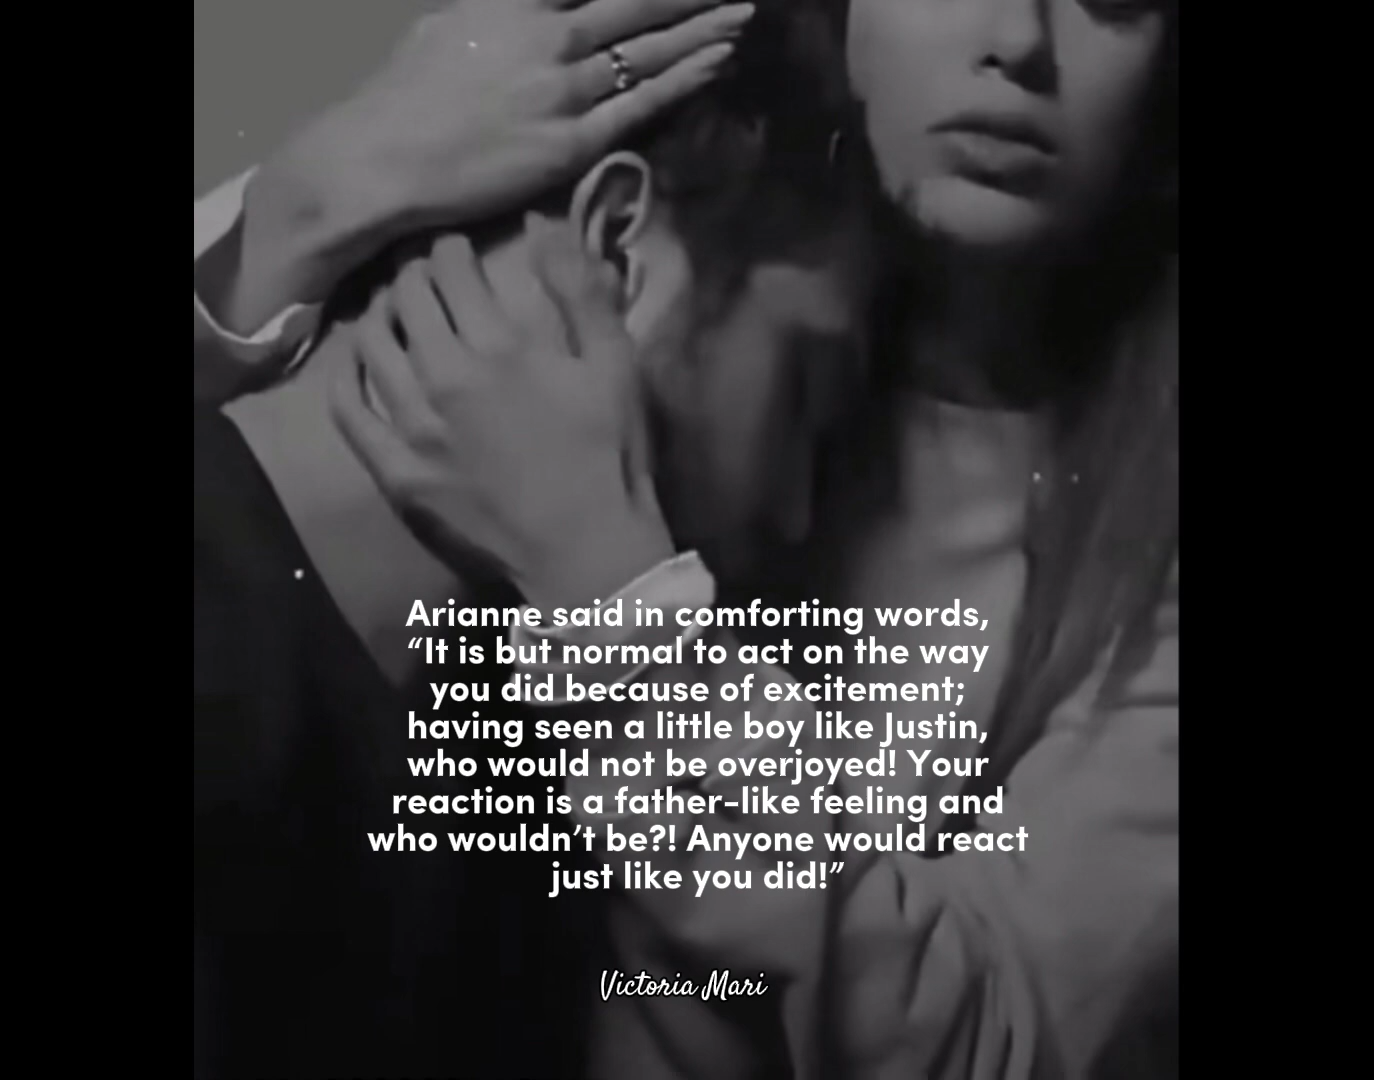 Arianne said in comforting words,
“It is but normal to act on the way
you did because of excitement;
having seen a little boy like Justin,
who would not be overjoyed! Your
reaction is a father-like feeling and
who wouldn’t be?! Anyone would react
just like you did!”
Victoria Mari